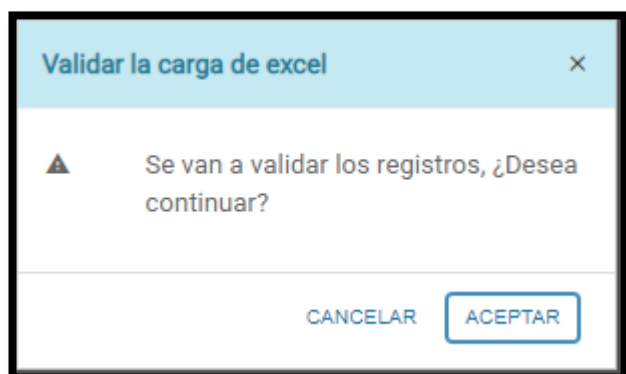 Validar la carga de excel ×
Se van a validar los registros, ¿Desea
continuar?
CANCELAR ACEPTAR